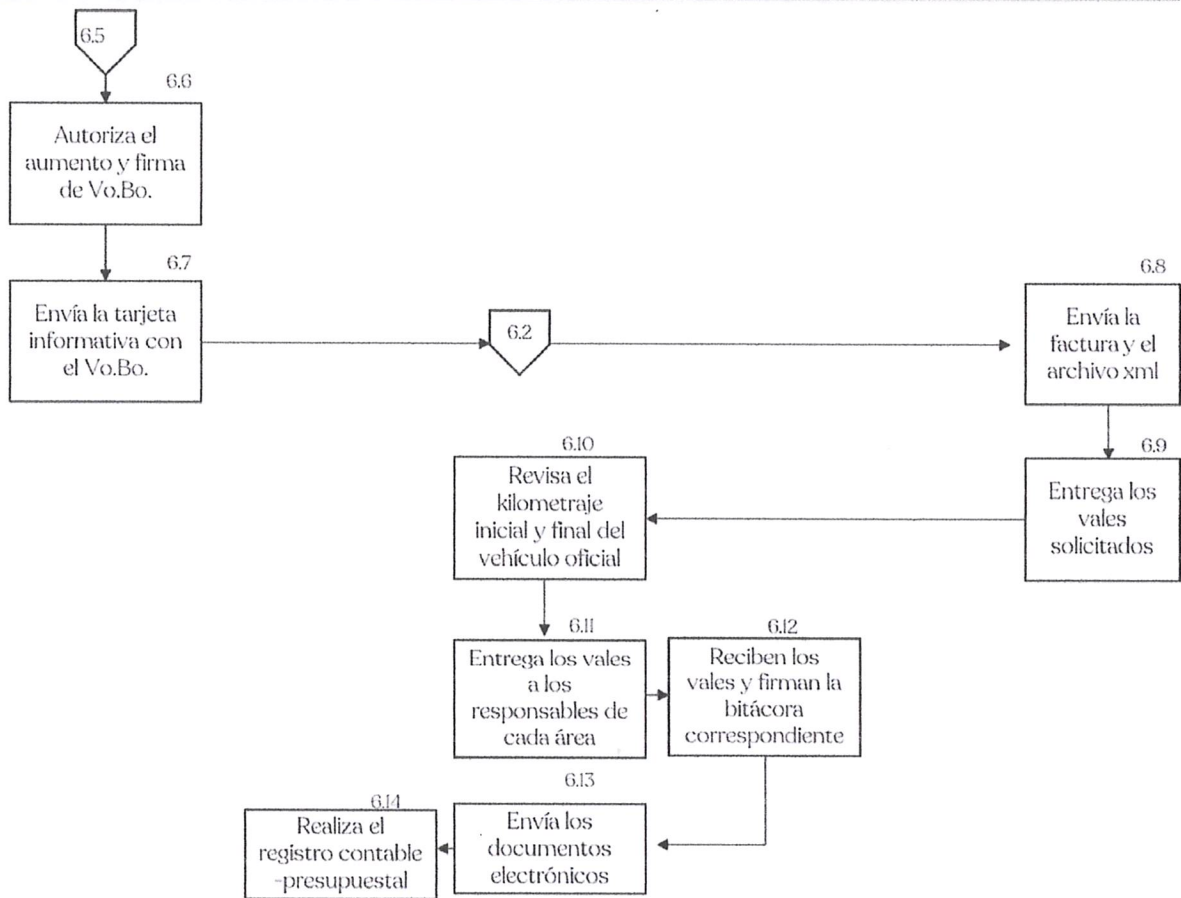 6.5
6.6
Autoriza el
aumento y firma
de Vo.Bo.
6.7
Envía la tarjeta
informativa con
el Vo.Bo.
6.2
6.8
Envía la
factura y el
archivo xml
6.9
Entrega los
vales
solicitados
6.10
Revisa el
kilometraje
inicial y final del
vehículo oficial
6.11
Entrega los vales
a los
responsables de
cada área
6.12
Reciben los
vales y firman la
bitácora
correspondiente
6.13
Envía los
documentos
electrónicos
6.14
Realiza el
registro contable
-presupuestal